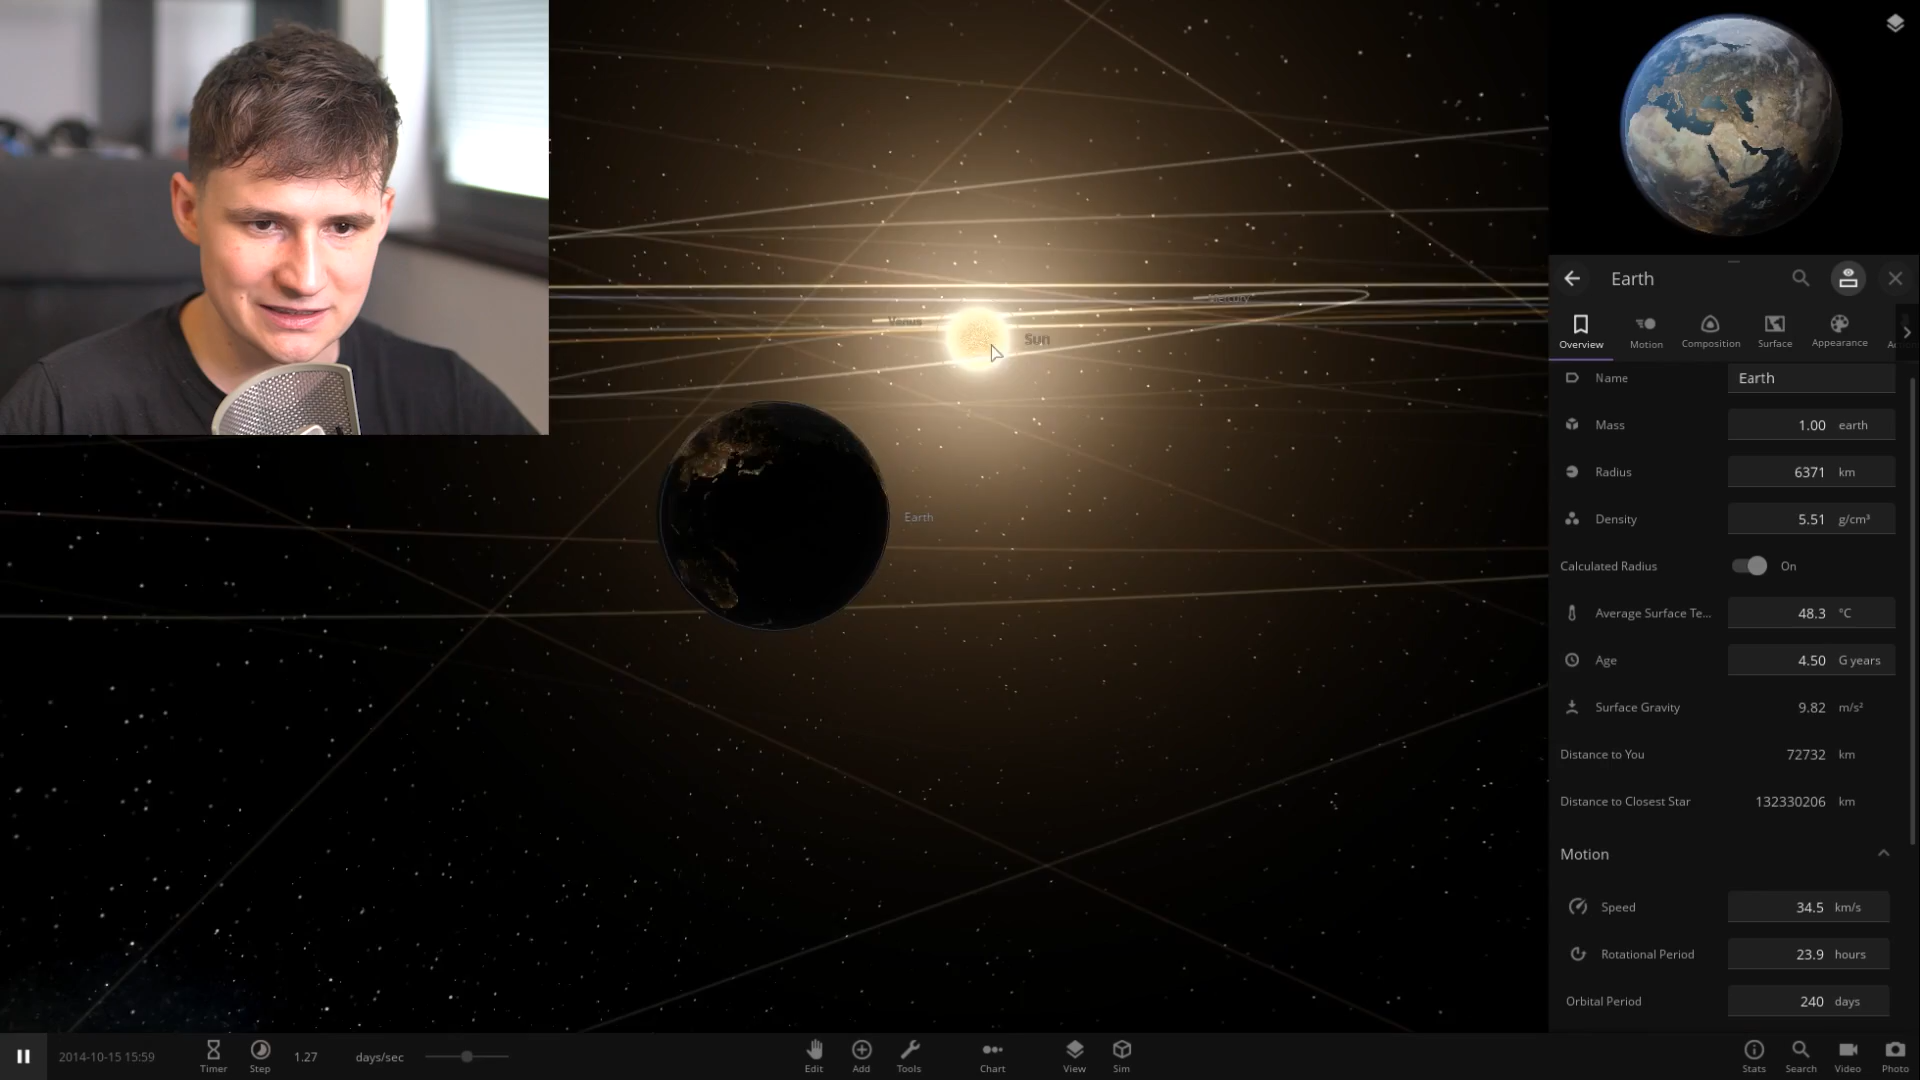 Mercury
Venus
Sun
Earth
Earth
Overview
Motion
Composition
Surface
Appearance
Name Earth
Mass 1.00 earth
Radius 6371 km
Density 5.51 g/cm³
Calculated Radius On
Average Surface Te... 48.3 °C
Age 4.50 G years
Surface Gravity 9.82 m/s²
Distance to You 72732 km
Distance to Closest Star 132330206 km
Motion
Speed 34.5 km/s
Rotational Period 23.9 hours
Orbital Period 240 days
2014-10-15 15:59
Timer
Step
1.27 days/sec
Edit
Add
Tools
Chart
View
Sim
Stats
Search
Video
Photo